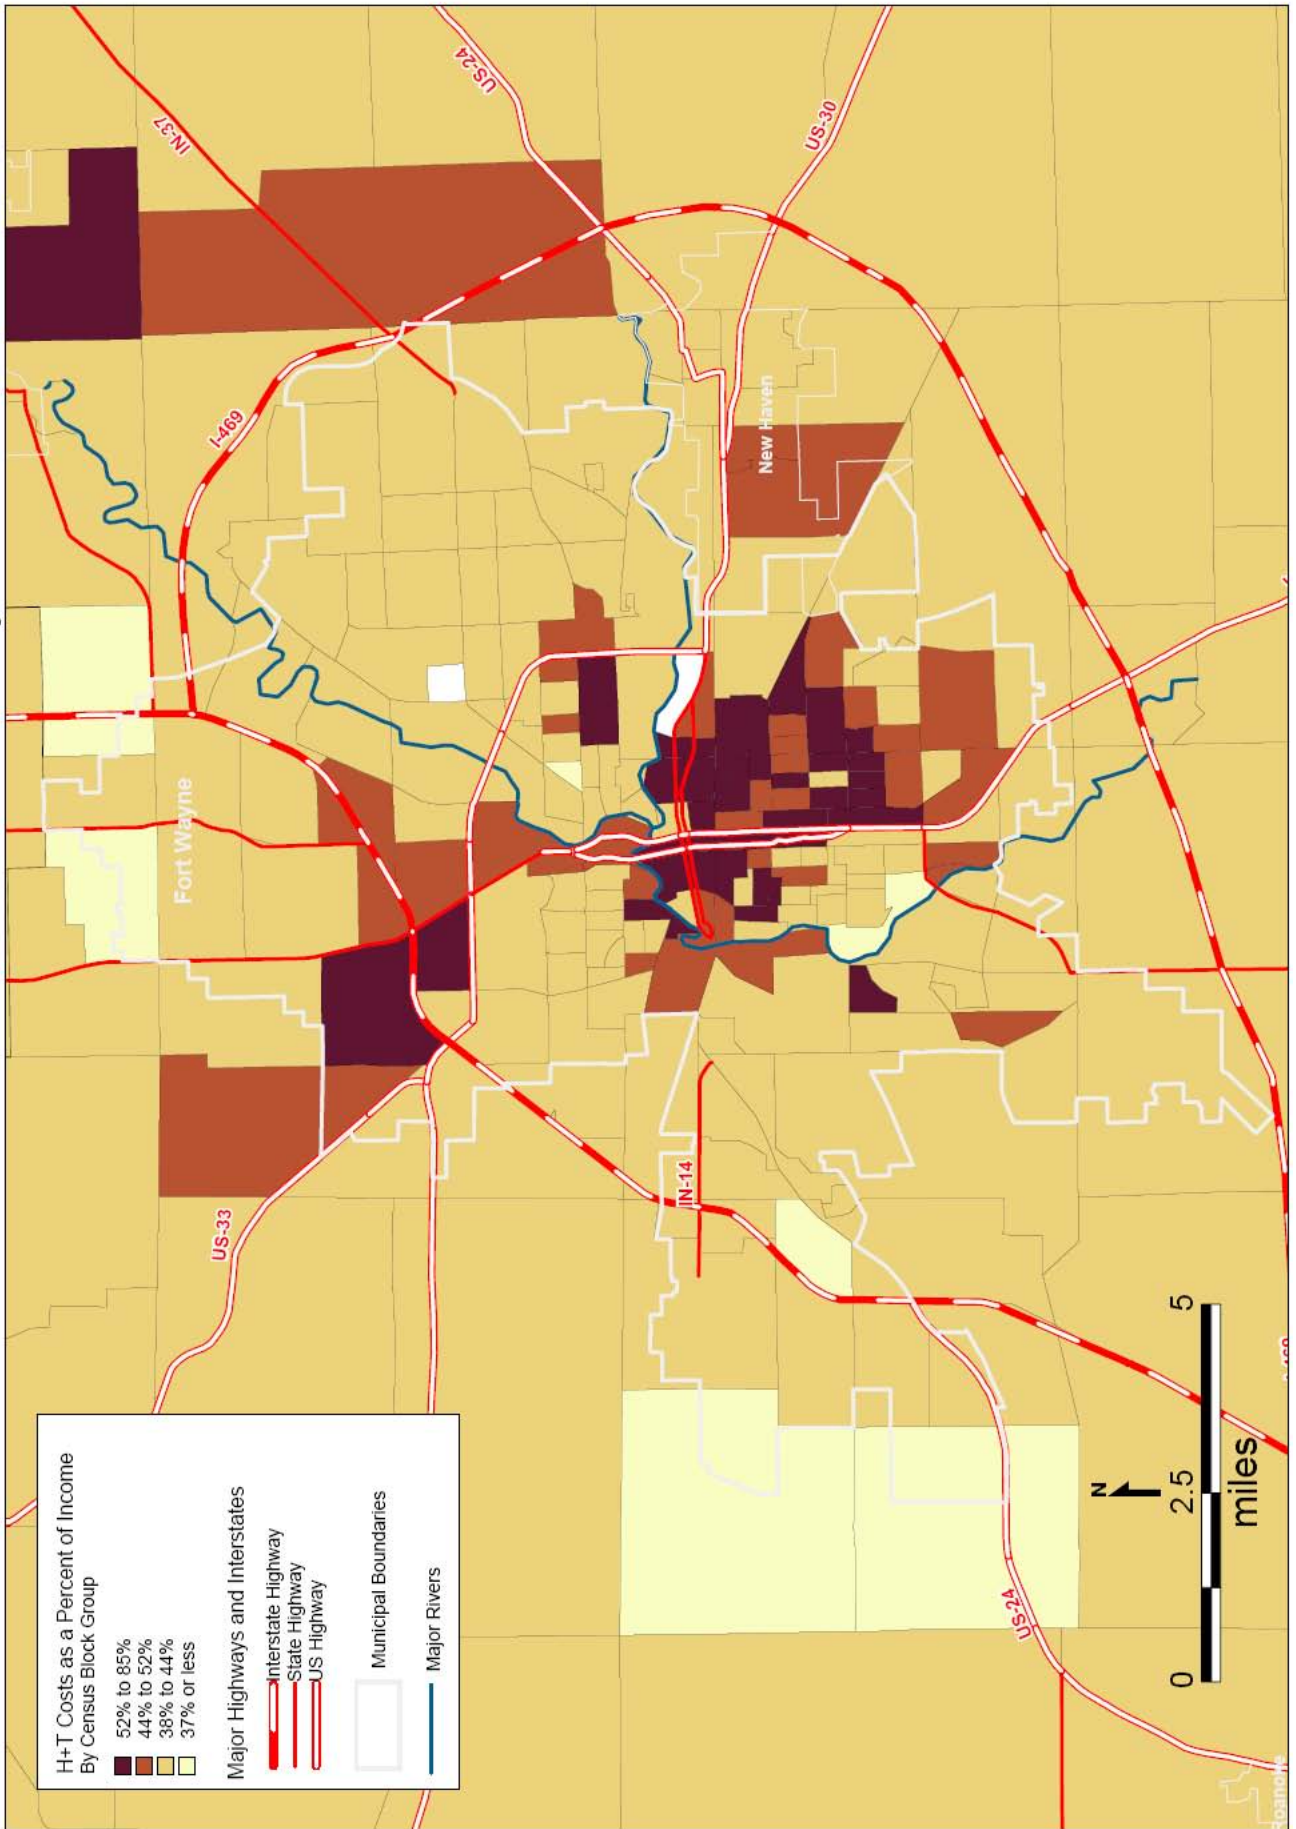 H+T Costs as a Percent of Income
By Census Block Group
52% to 85%
44% to 52%
38% to 44%
37% or less
Major Highways and Interstates
Interstate Highway
State Highway
US Highway
Municipal Boundaries
Major Rivers
US-33
Fort Wayne
I-469
IN-37
US-24
US-30
New Haven
IN-14
US-24
Roanoke
N
0 2.5 5
miles